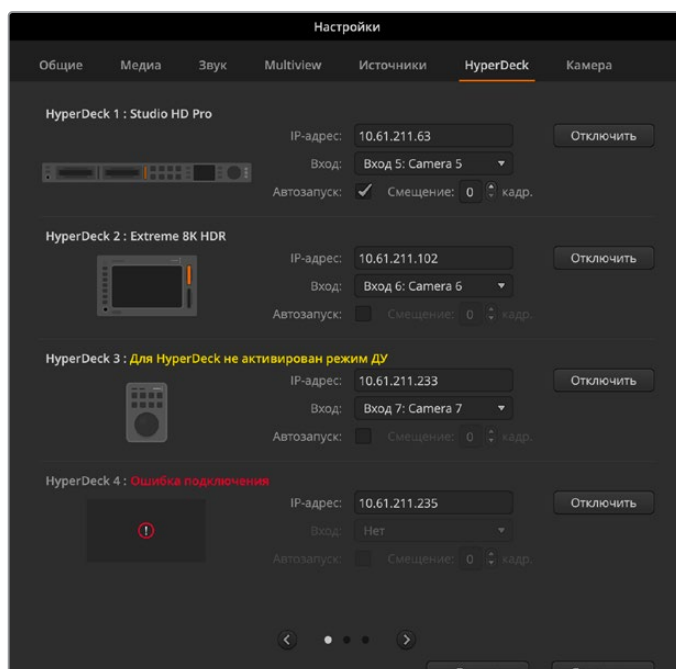 Настройки
Общие Медиа Звук Multiview Источники HyperDeck Камера
HyperDeck 1 : Studio HD Pro
IP-адрес: 10.61.211.63 Отключить
Вход: Вход 5: Camera 5
Автозапуск: Смещение: 0 кадр.
HyperDeck 2 : Extreme 8K HDR
IP-адрес: 10.61.211.102 Отключить
Вход: Вход 6: Camera 6
Автозапуск: Смещение: 0 кадр.
HyperDeck 3 : Для HyperDeck не активирован режим ДУ
IP-адрес: 10.61.211.233 Отключить
Вход: Вход 7: Camera 7
Автозапуск: Смещение: 0 кадр.
HyperDeck 4 : Ошибка подключения
IP-адрес: 10.61.211.235 Отключить
Вход: Нет
Автозапуск: Смещение: 0 кадр.